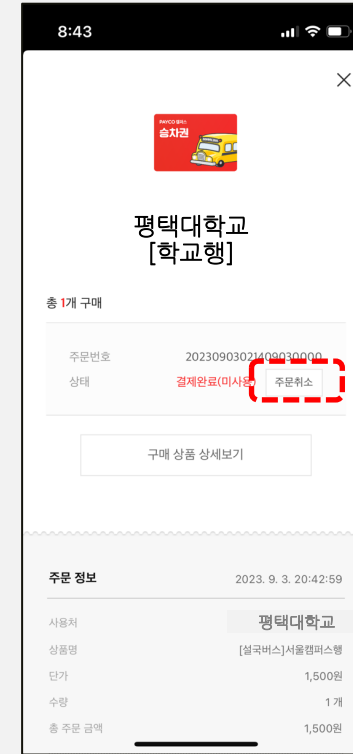 8:43
PAYCO 캠퍼스
승차권
평택대학교
[학교행]
총 1개 구매
주문번호 20230903021409030000
상태 결제완료(미사용) 주문취소
구매 상품 상세보기
주문 정보 2023. 9. 3. 20:42:59
사용처 평택대학교
상품명 [설국버스]서울캠퍼스행
단가 1,500원
수량 1 개
총 주문 금액 1,500원